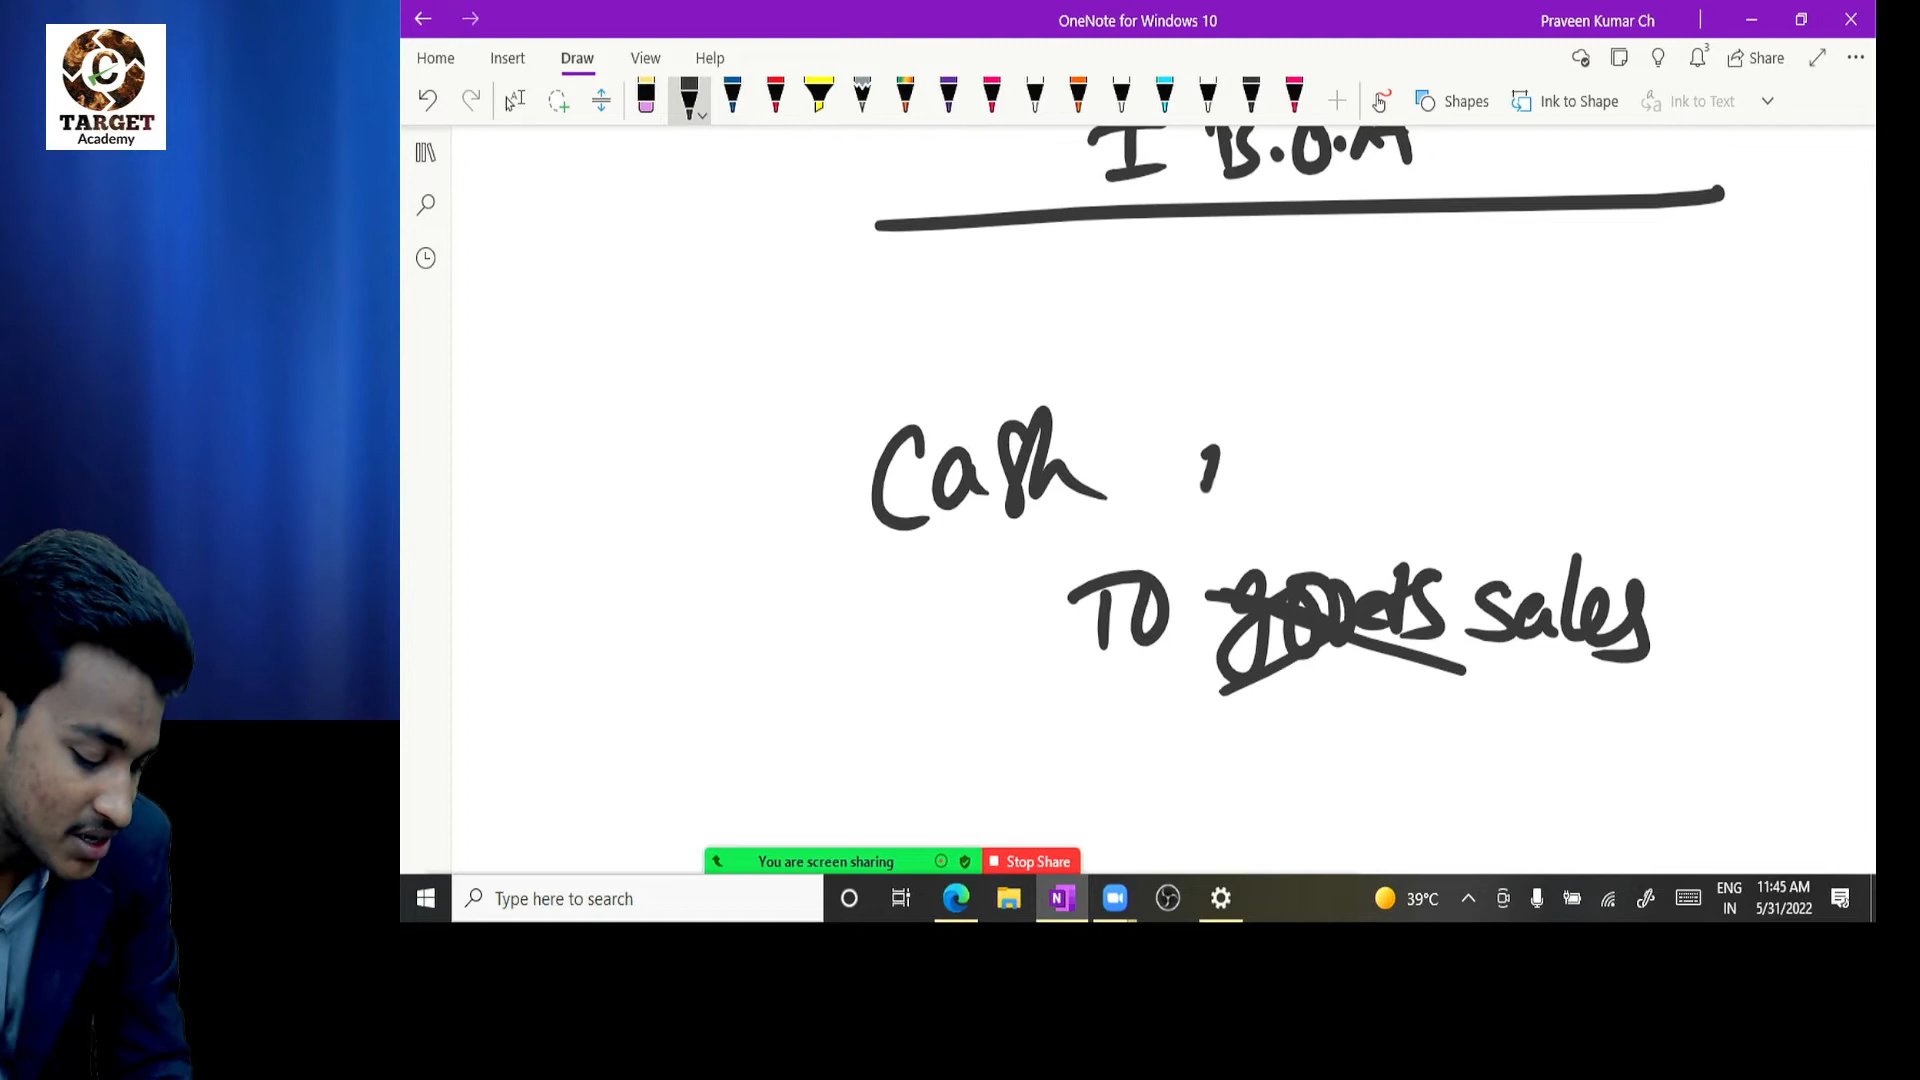 C
TARGET
Academy
OneNote for Windows 10
Praveen Kumar Ch
Home Insert Draw View Help
3
Share
Shapes
Ink to Shape
Ink to Text
I B.O.A
Cash
To goods sales
You are screen sharing
Stop Share
Type here to search
39°C
ENG
IN
11:45 AM
5/31/2022